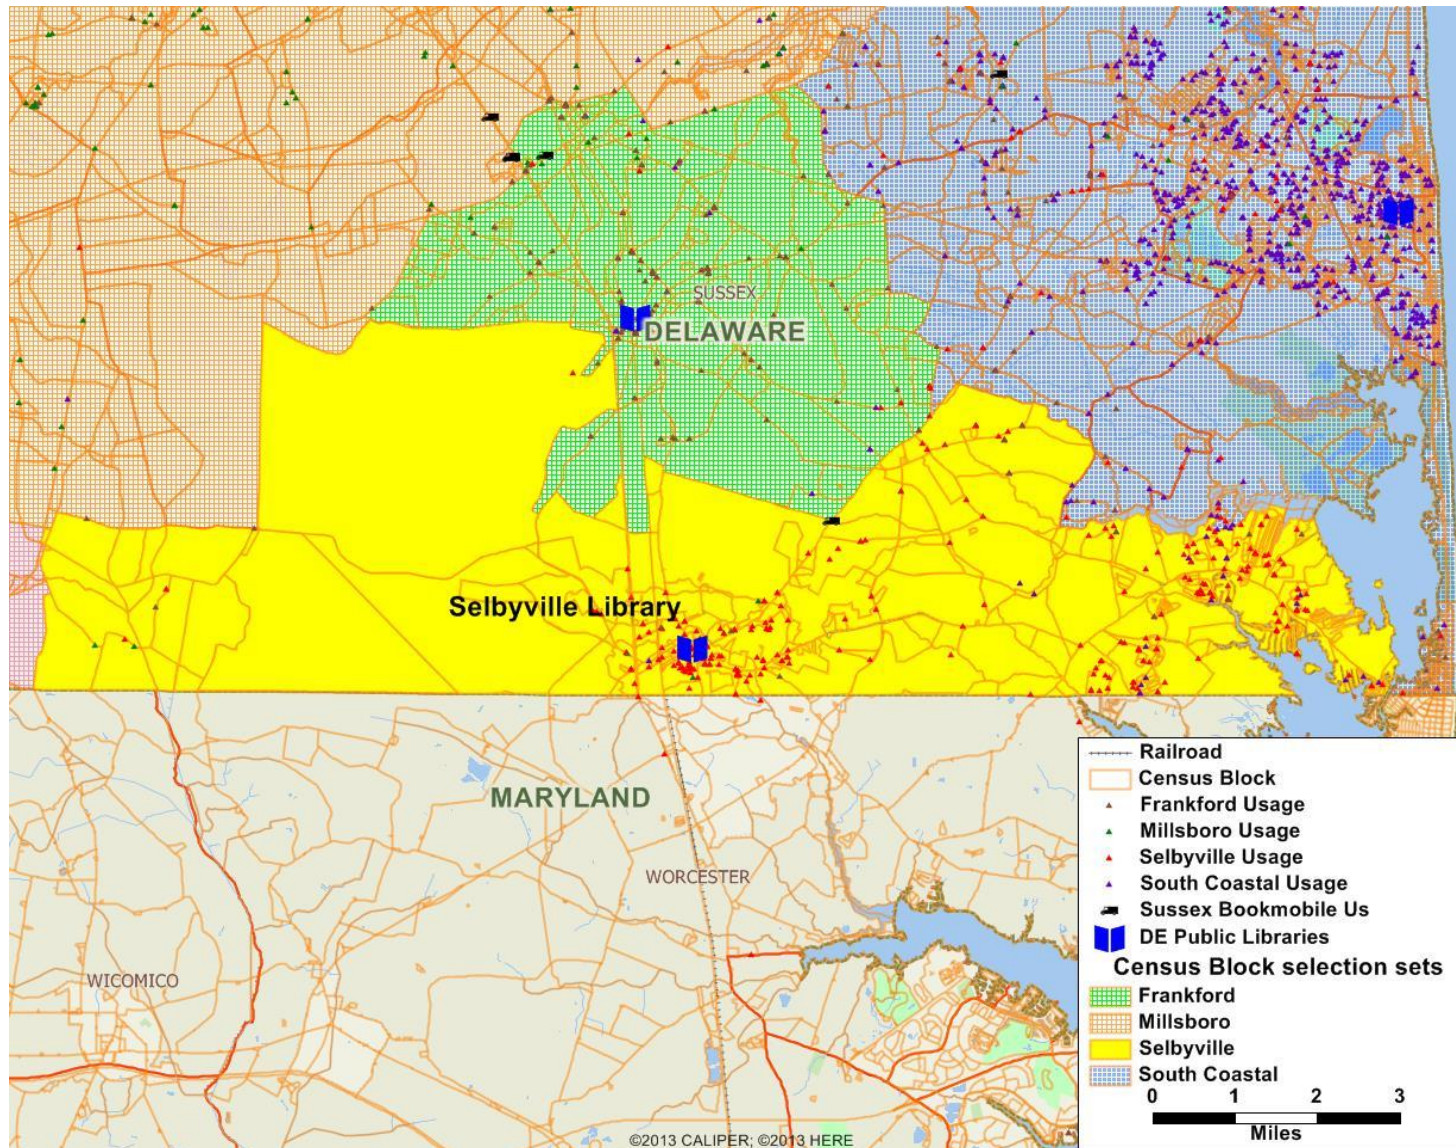 SUSSEX
DELAWARE
Selbyville Library
MARYLAND
WORCESTER
WICOMICO
Railroad
Census Block
Frankford Usage
Millsboro Usage
Selbyville Usage
South Coastal Usage
Sussex Bookmobile Us
DE Public Libraries
Census Block selection sets
Frankford
Millsboro
Selbyville
South Coastal
0 1 2 3
Miles
©2013 CALIPER; ©2013 HERE